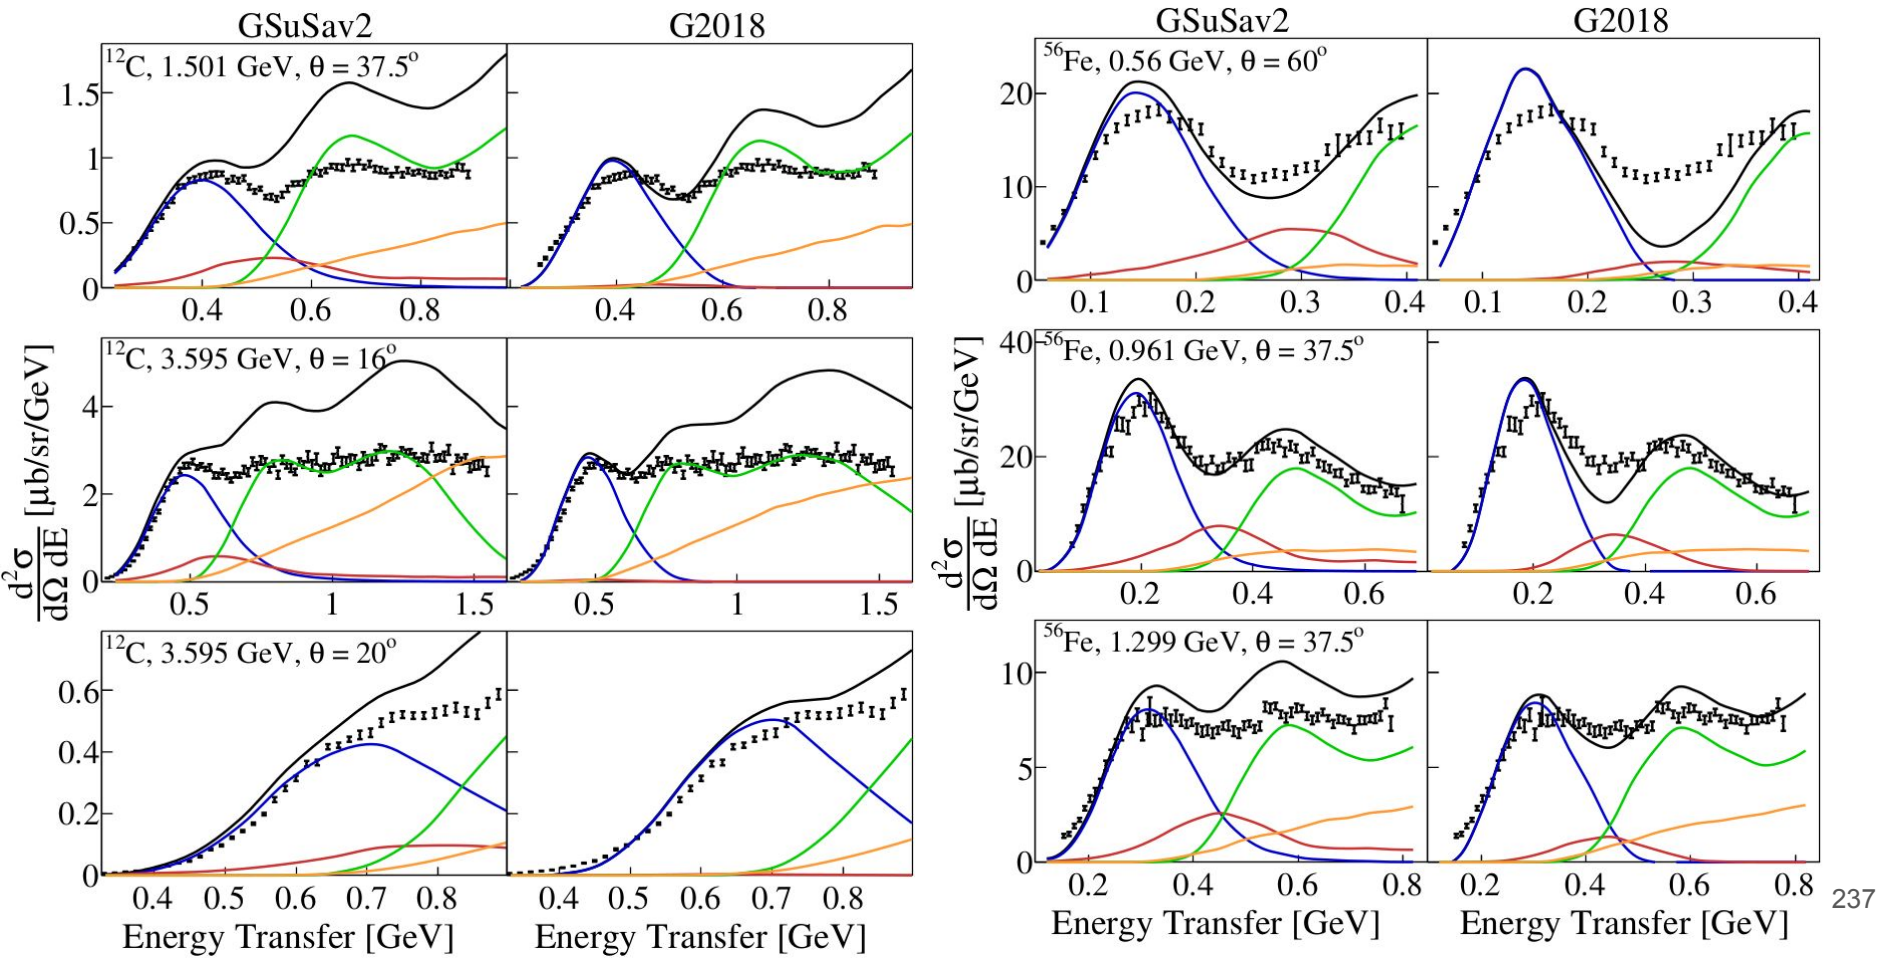 GSuSav2 G2018 GSuSav2 G2018
¹²C, 1.501 GeV, θ = 37.5°
1.5
1
0.5
0
0.4 0.6 0.8 0.4 0.6 0.8
¹²C, 3.595 GeV, θ = 16°
4
2
0
0.5 1 1.5 0.5 1 1.5
¹²C, 3.595 GeV, θ = 20°
0.6
0.4
0.2
0
0.4 0.5 0.6 0.7 0.8 0.4 0.5 0.6 0.7 0.8
Energy Transfer [GeV] Energy Transfer [GeV]
d²σ/dΩ dE [μb/sr/GeV]
⁵⁶Fe, 0.56 GeV, θ = 60°
20
10
0
0.1 0.2 0.3 0.4 0.1 0.2 0.3 0.4
⁵⁶Fe, 0.961 GeV, θ = 37.5°
40
20
0
0.2 0.4 0.6 0.2 0.4 0.6
⁵⁶Fe, 1.299 GeV, θ = 37.5°
10
5
0
0.2 0.4 0.6 0.8 0.2 0.4 0.6 0.8
Energy Transfer [GeV] Energy Transfer [GeV]
d²σ/dΩ dE [μb/sr/GeV]
237